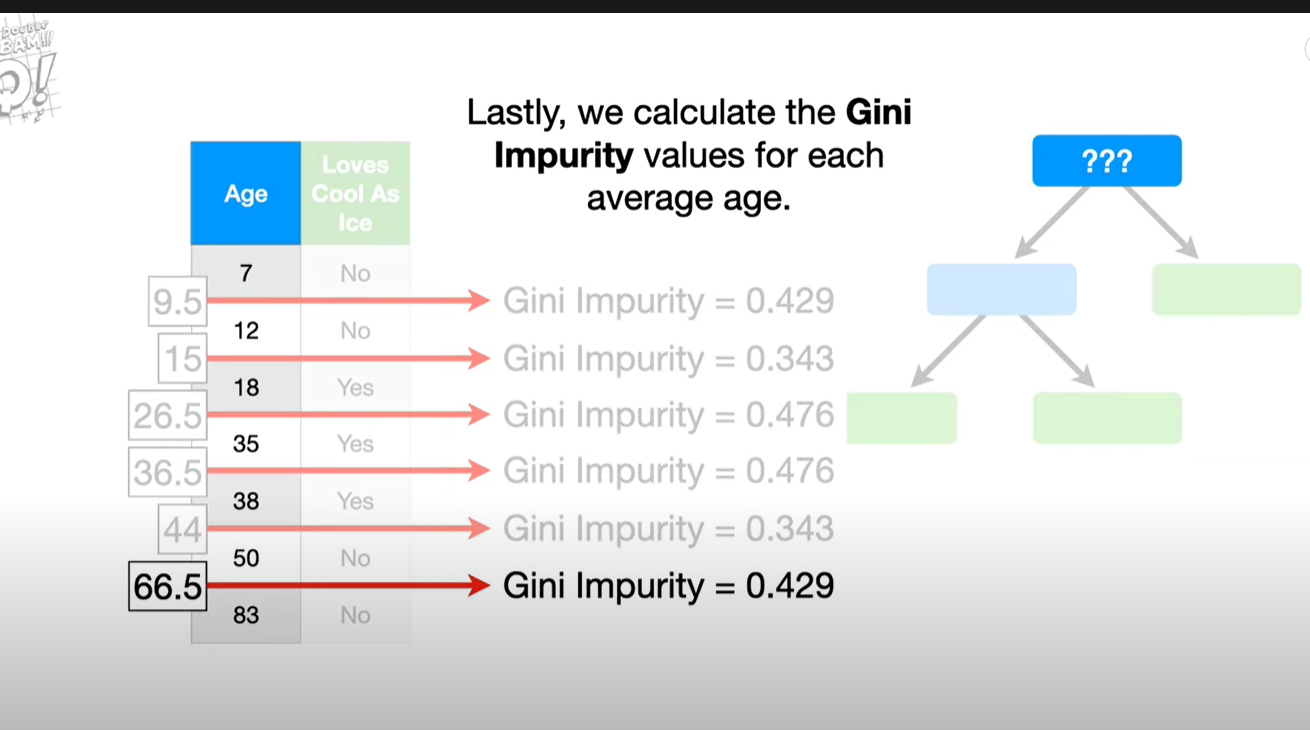 DOUBLE
BAM!!!
Lastly, we calculate the Gini
Impurity values for each
average age.
???
Age
Loves
Cool As
Ice
7
No
9.5
Gini Impurity = 0.429
12
No
15
Gini Impurity = 0.343
18
Yes
26.5
Gini Impurity = 0.476
35
Yes
36.5
Gini Impurity = 0.476
38
Yes
44
Gini Impurity = 0.343
50
No
66.5
Gini Impurity = 0.429
83
No